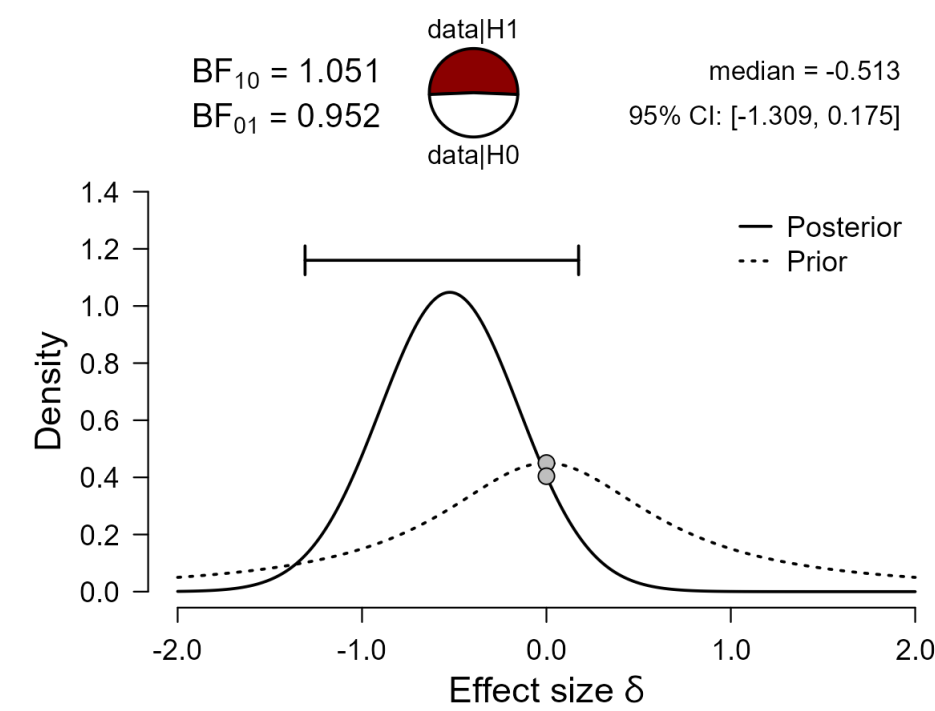 data|H1
BF₁₀ = 1.051
BF₀₁ = 0.952
data|H0
median = -0.513
95% CI: [-1.309, 0.175]
Posterior
Prior
Density
1.4
1.2
1.0
0.8
0.6
0.4
0.2
0.0
-2.0 -1.0 0.0 1.0 2.0
Effect size δ